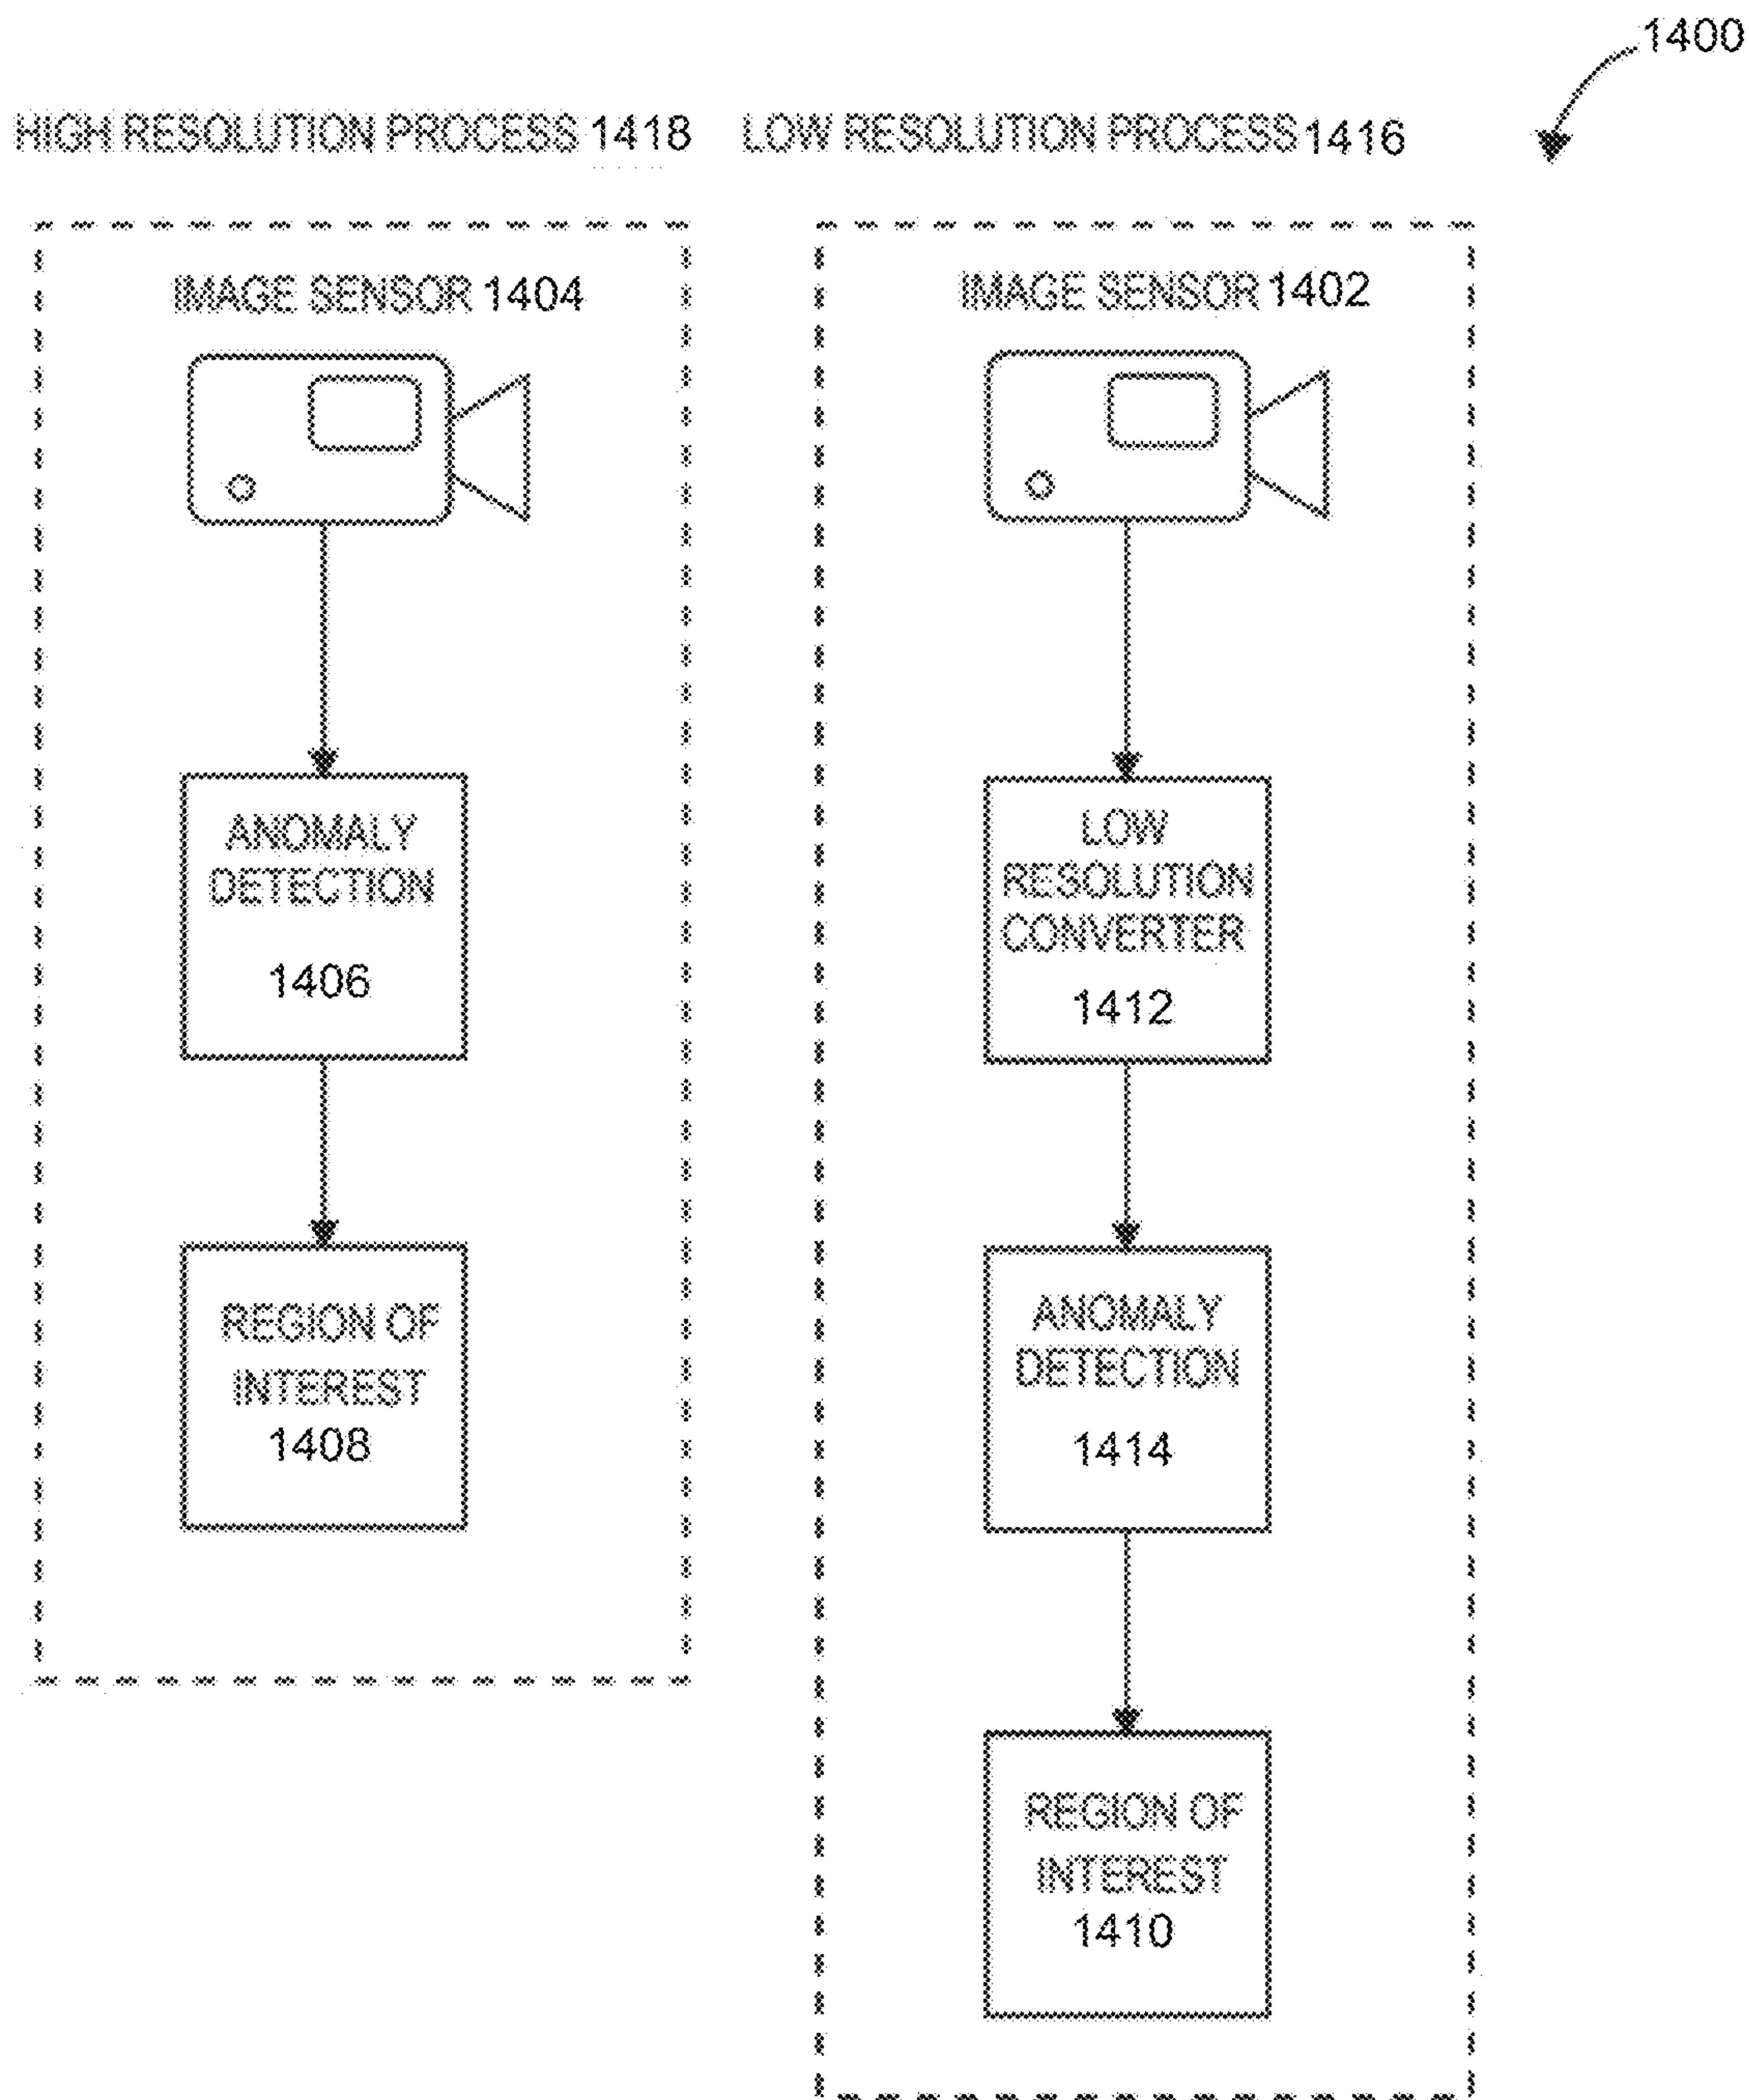 1400
HIGH RESOLUTION PROCESS 1418
LOW RESOLUTION PROCESS 1416
IMAGE SENSOR 1404
ANOMALY
DETECTION
1406
REGION OF
INTEREST
1408
IMAGE SENSOR 1402
LOW
RESOLUTION
CONVERTER
1412
ANOMALY
DETECTION
1414
REGION OF
INTEREST
1410